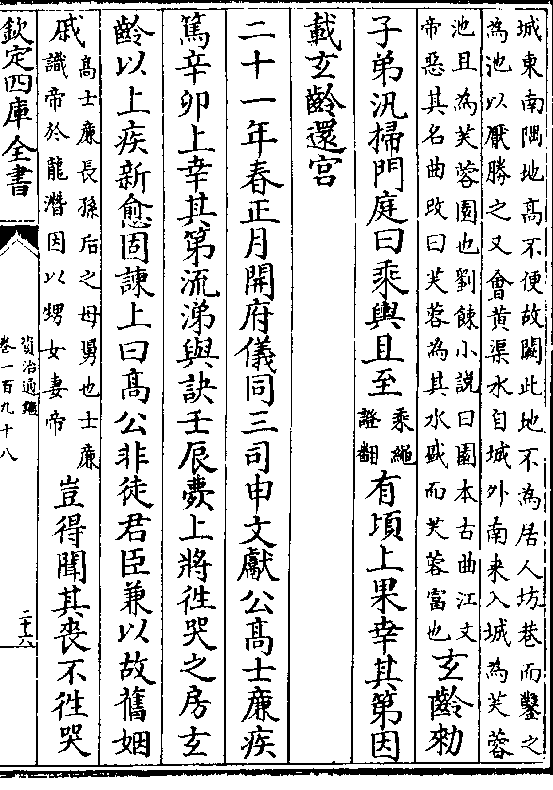 城東南隅地髙不便故闕此地不為居人坊巷而鑿之
為池以厭勝之又會黄渠水自城外南來入城為芙蓉
池且為芙蓉園也劉餗小說曰園本古曲江文
帝惡其名曲改曰芙蓉為其水盛而芙蓉富也
玄齡勑
子弟汛掃門庭曰乘輿且至
乘繩
證翻
有頃上果幸其第因
載玄齡還宫
二十一年春正月開府儀同三司申文獻公髙士廉疾
篤辛卯上幸其第流涕與訣壬辰薨上將徃哭之房玄
齡以上疾新愈固諫上曰髙公非徒君臣兼以故舊姻
戚
髙士廉長孫后之母舅也士廉
識帝於龍潛因以甥女妻帝
豈得聞其喪不徃哭
欽定四庫全書
資治通鑑
卷一百九十八
二十六